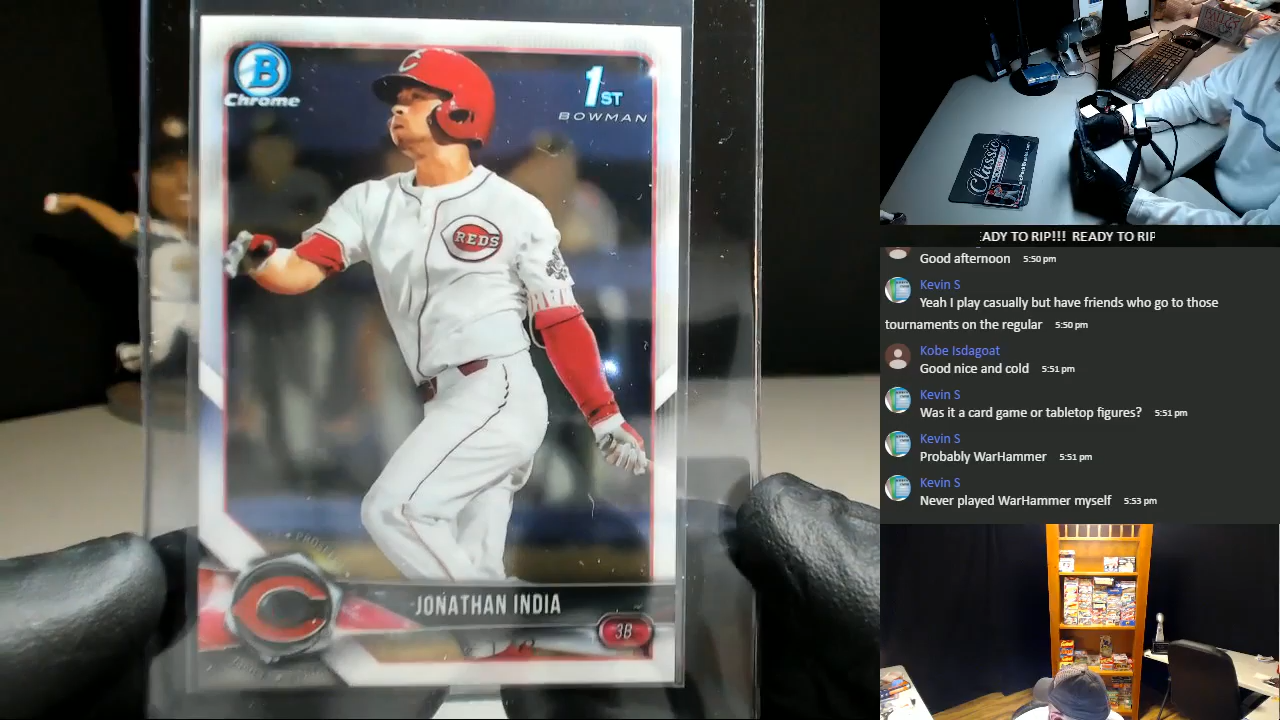 B
Chrome
1ST
BOWMAN
REDS
JONATHAN INDIA
3B
Classic
ADY TO RIP!!! READY TO RIP
Good afternoon 5:50 pm
Kevin S
Yeah I play casually but have friends who go to those
tournaments on the regular 5:50 pm
Kobe Isdagoat
Good nice and cold 5:51 pm
Kevin S
Was it a card game or tabletop figures? 5:51 pm
Kevin S
Probably WarHammer 5:51 pm
Kevin S
Never played WarHammer myself 5:53 pm